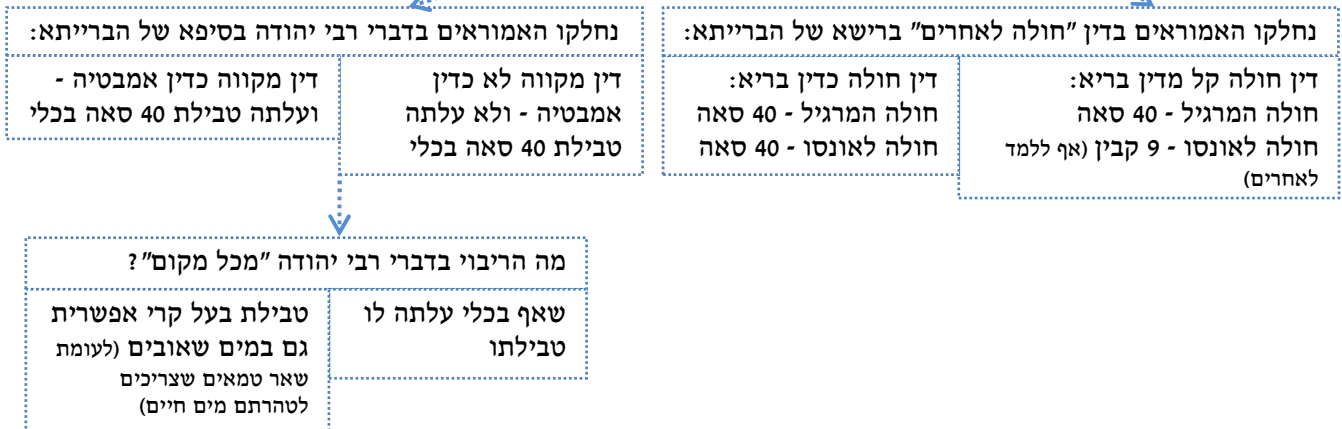 נחלקו האמוראים בדין "חולה לאחרים" ברישא של הברייתא:
דין חולה קל מדין בריא:
חולה המרגיל - 40 סאה
חולה לאונסו - 9 קבין (אף ללמד
לאחרים)
דין חולה כדין בריא:
חולה המרגיל - 40 סאה
חולה לאונסו - 40 סאה
נחלקו האמוראים בדברי רבי יהודה בסיפא של הברייתא:
דין מקווה לא כדין
אמבטיה - ולא עלתה
טבילת 40 סאה בכלי
דין מקווה כדין אמבטיה -
ועלתה טבילת 40 סאה בכלי
מה הריבוי בדברי רבי יהודה "מכל מקום"?
שאף בכלי עלתה לו
טבילתו
טבילת בעל קרי אפשרית
גם במים שאובים (לעומת
שאר טמאים שצריכים
לטהרתם מים חיים)